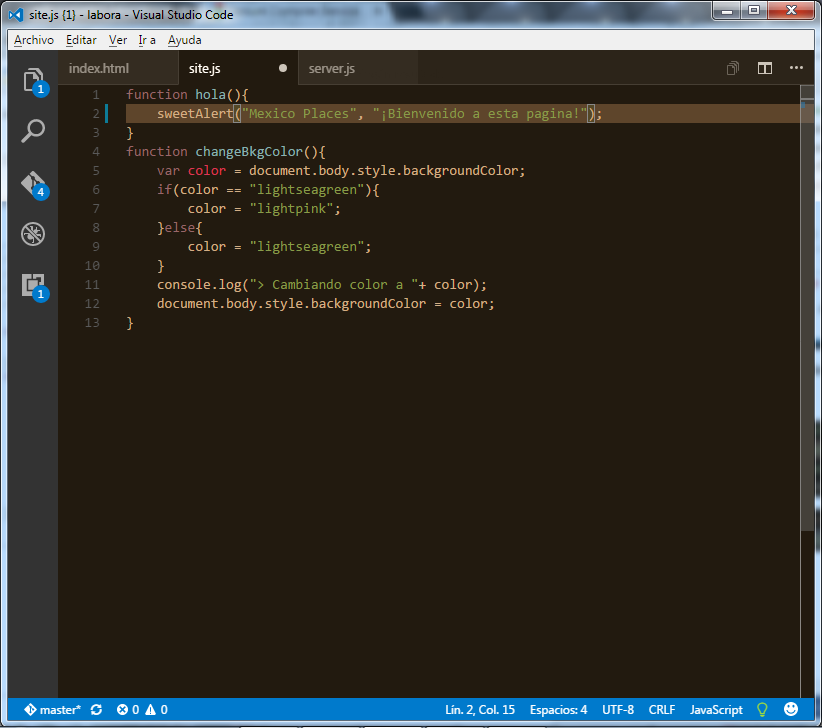 site.js {1} - labora - Visual Studio Code
Archivo Editar Ver Ir a Ayuda
index.html site.js server.js
1 function hola(){
2     sweetAlert("Mexico Places", "¡Bienvenido a esta pagina!");
3 }
4 function changeBkgColor(){
5     var color = document.body.style.backgroundColor;
6     if(color == "lightseagreen"){
7         color = "lightpink";
8     }else{
9         color = "lightseagreen";
10     }
11     console.log("> Cambiando color a "+ color);
12     document.body.style.backgroundColor = color;
13 }
1
4
1
master* 0 0 Lín. 2, Col. 15 Espacios: 4 UTF-8 CRLF JavaScript